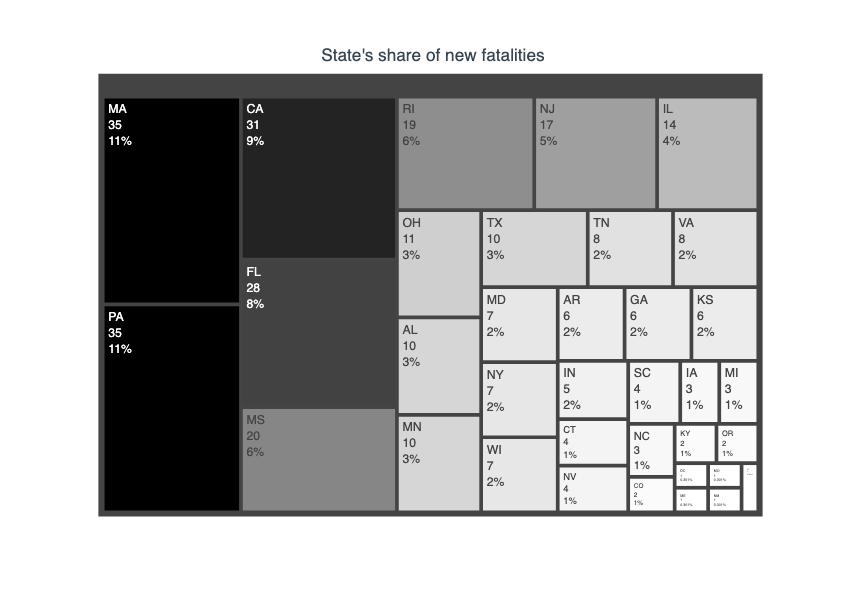 State's share of new fatalities
MA
35
11%
PA
35
11%
CA
31
9%
FL
28
8%
MS
20
6%
RI
19
6%
NJ
17
5%
IL
14
4%
OH
11
3%
AL
10
3%
MN
10
3%
TX
10
3%
TN
8
2%
VA
8
2%
MD
7
2%
NY
7
2%
WI
7
2%
AR
6
2%
GA
6
2%
KS
6
2%
IN
5
2%
CT
4
1%
NV
4
1%
SC
4
1%
IA
3
1%
MI
3
1%
NC
3
1%
CO
2
1%
KY
2
1%
OR
2
1%